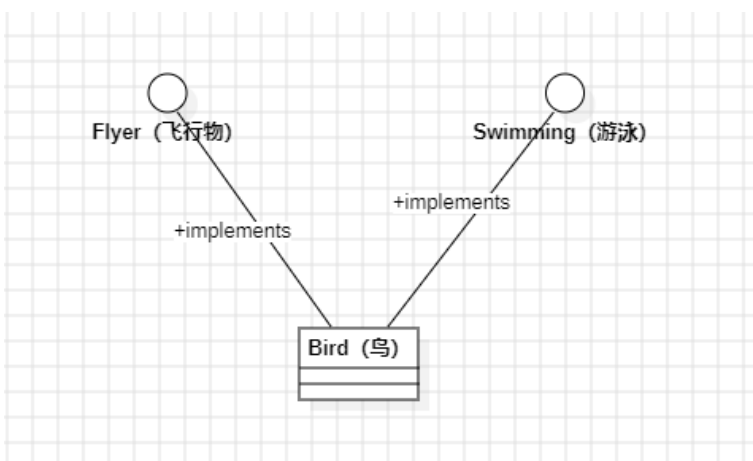 Flyer（飞行物）
Swimming（游泳）
+implements
+implements
Bird（鸟）